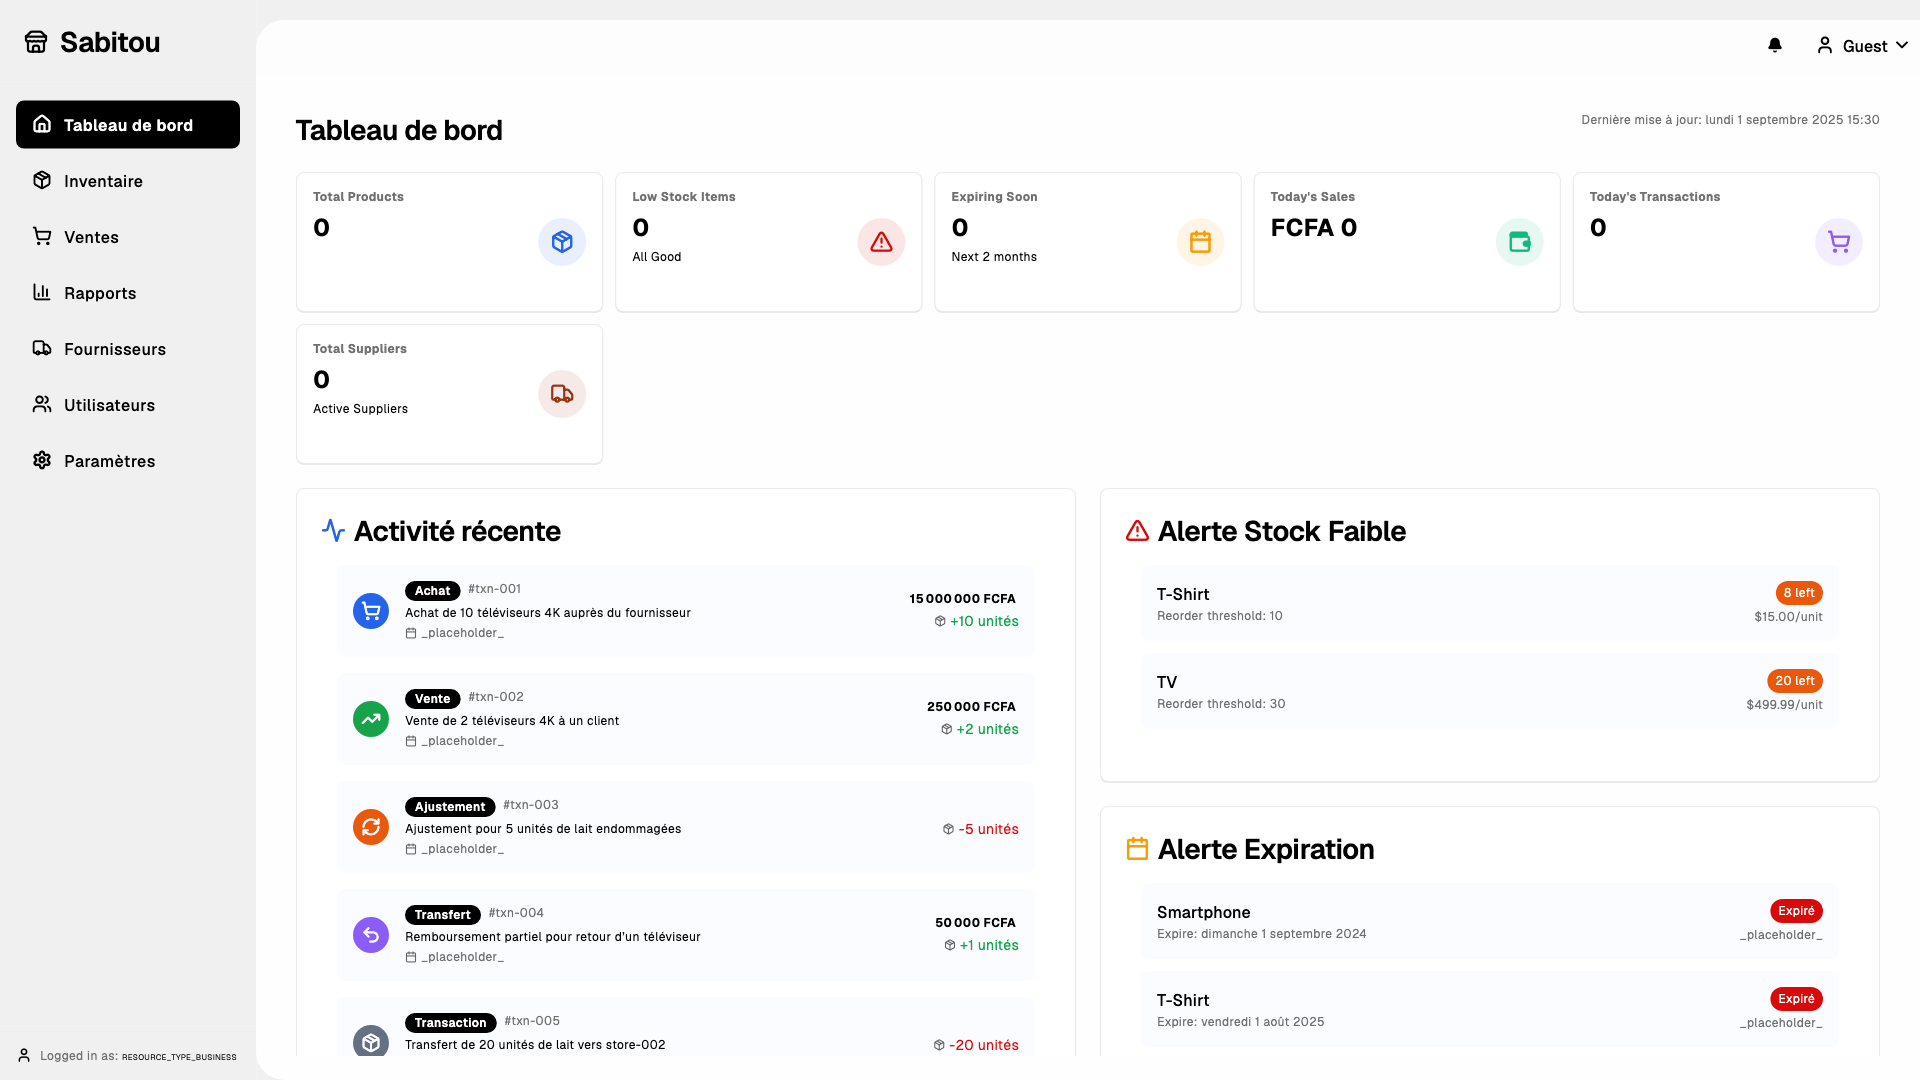 Sabitou
Guest
Tableau de bord
Inventaire
Ventes
Rapports
Fournisseurs
Utilisateurs
Paramètres
Logged in as: RESOURCE_TYPE_BUSINESS
Tableau de bord
Dernière mise à jour: lundi 1 septembre 2025 15:30
Total Products
0
Low Stock Items
0
All Good
Expiring Soon
0
Next 2 months
Today's Sales
FCFA 0
Today's Transactions
0
Total Suppliers
0
Active Suppliers
Activité récente
Achat #txn-001
Achat de 10 téléviseurs 4K auprès du fournisseur
_placeholder_
15 000 000 FCFA
+10 unités
Vente #txn-002
Vente de 2 téléviseurs 4K à un client
_placeholder_
250 000 FCFA
+2 unités
Ajustement #txn-003
Ajustement pour 5 unités de lait endommagées
_placeholder_
-5 unités
Transfert #txn-004
Remboursement partiel pour retour d'un téléviseur
_placeholder_
50 000 FCFA
+1 unités
Transaction #txn-005
Transfert de 20 unités de lait vers store-002
-20 unités
Alerte Stock Faible
T-Shirt
Reorder threshold: 10
8 left
$15.00/unit
TV
Reorder threshold: 30
20 left
$499.99/unit
Alerte Expiration
Smartphone
Expire: dimanche 1 septembre 2024
Expiré
_placeholder_
T-Shirt
Expire: vendredi 1 août 2025
Expiré
_placeholder_